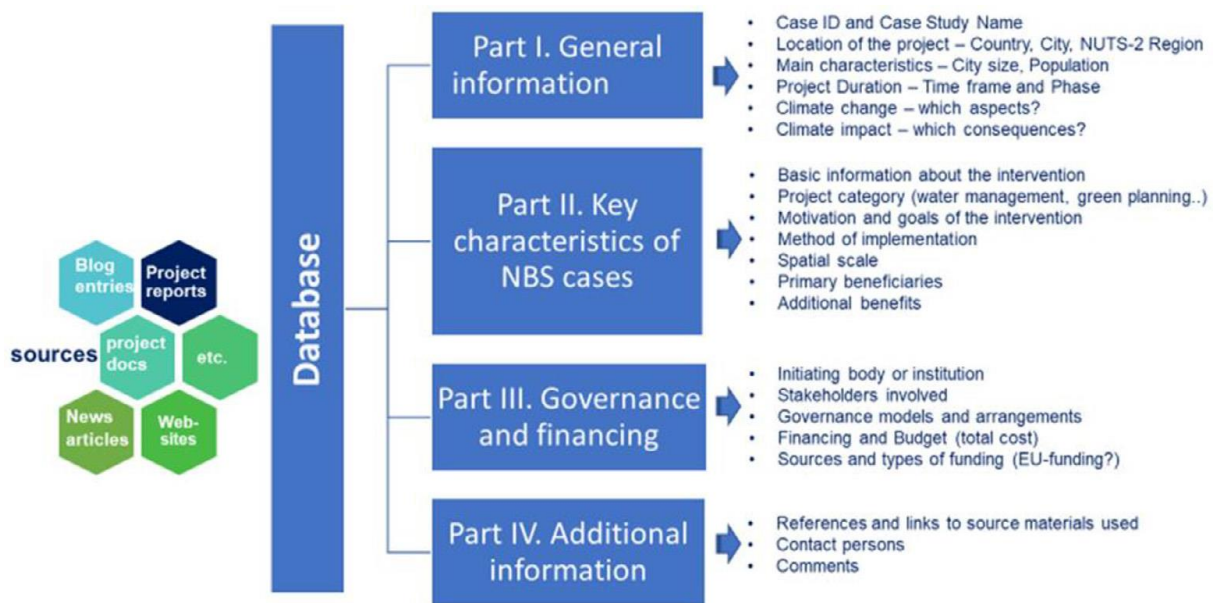 Blog
entries
Project
reports
sources
project
docs
etc.
News
articles
Web-
sites
Database
Part I. General
information
• Case ID and Case Study Name
• Location of the project – Country, City, NUTS-2 Region
• Main characteristics – City size, Population
• Project Duration – Time frame and Phase
• Climate change – which aspects?
• Climate impact – which consequences?
Part II. Key
characteristics of
NBS cases
• Basic information about the intervention
• Project category (water management, green planning..)
• Motivation and goals of the intervention
• Method of implementation
• Spatial scale
• Primary beneficiaries
• Additional benefits
Part III. Governance
and financing
• Initiating body or institution
• Stakeholders involved
• Governance models and arrangements
• Financing and Budget (total cost)
• Sources and types of funding (EU-funding?)
Part IV. Additional
information
• References and links to source materials used
• Contact persons
• Comments